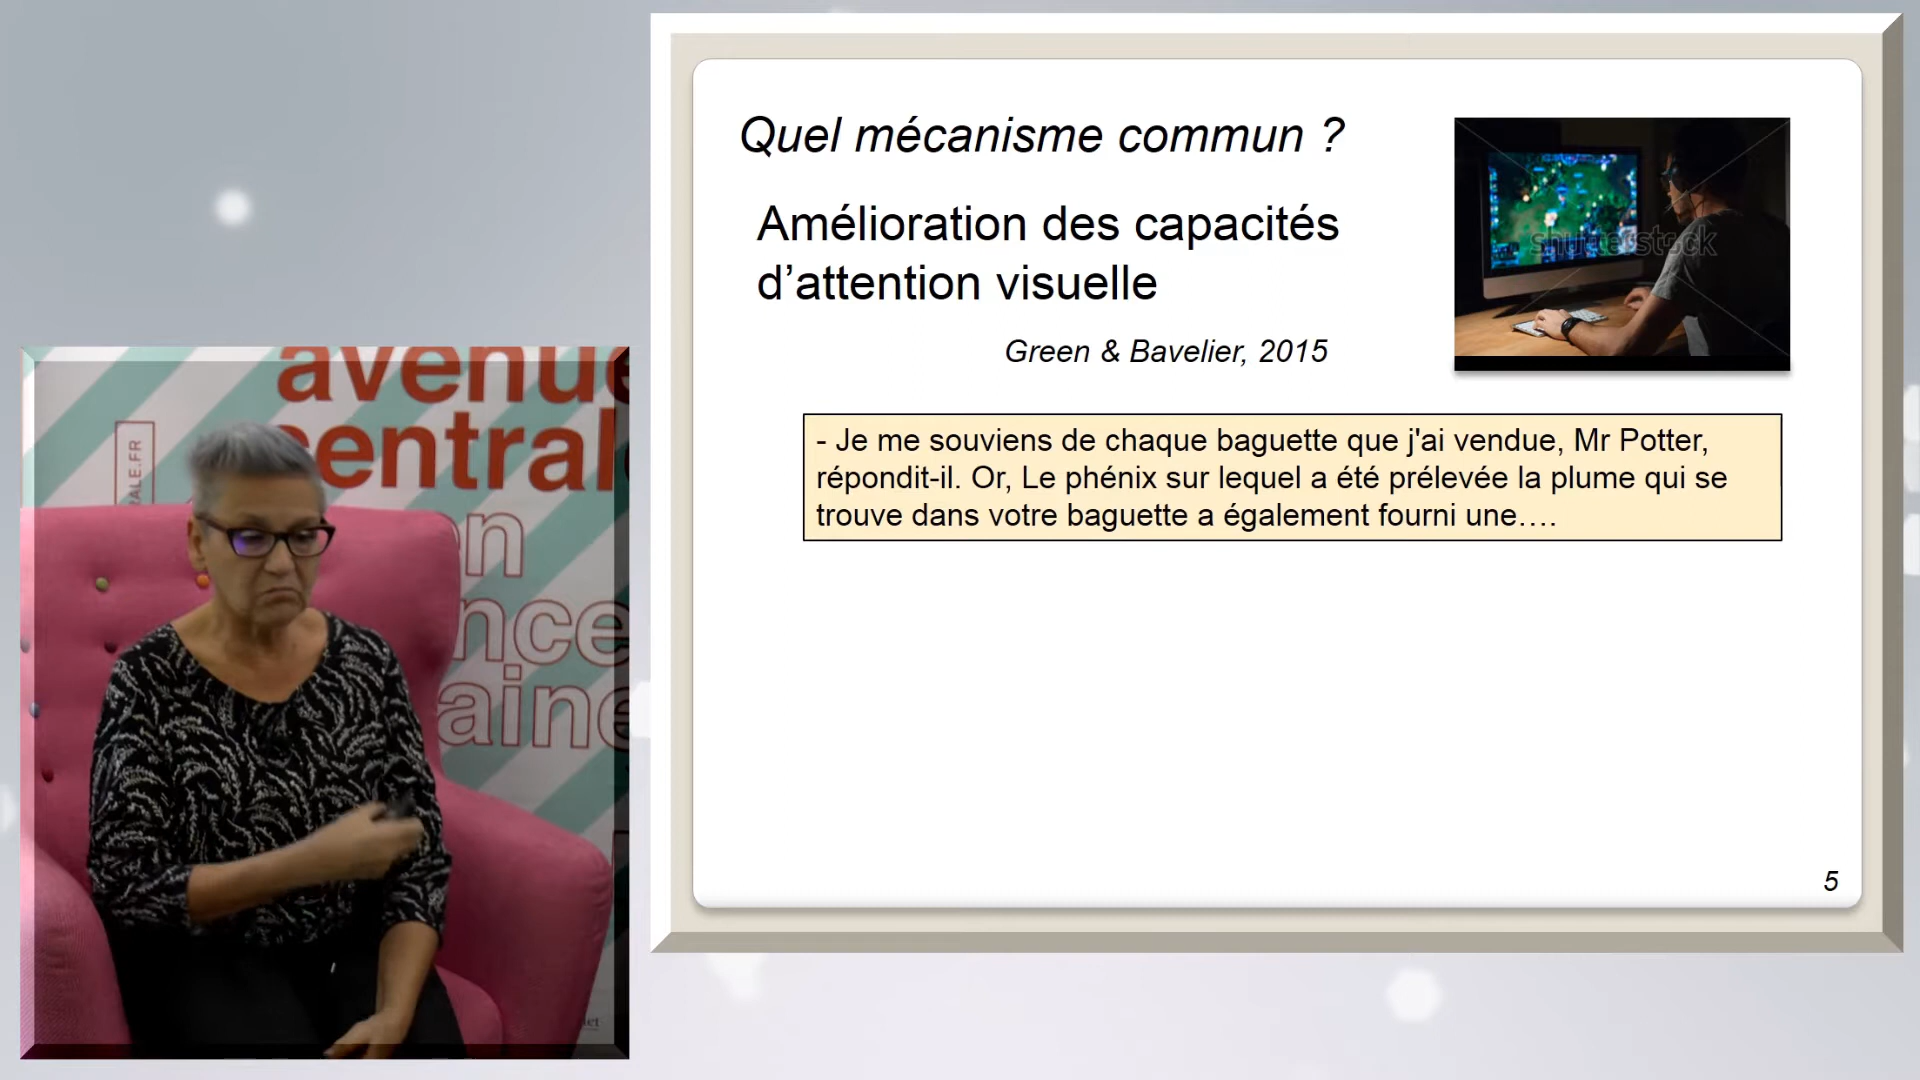 Quel mécanisme commun ?
Amélioration des capacités
d’attention visuelle
Green & Bavelier, 2015
shutterstock
- Je me souviens de chaque baguette que j'ai vendue, Mr Potter,
répondit-il. Or, Le phénix sur lequel a été prélevée la plume qui se
trouve dans votre baguette a également fourni une….
5
avenue
centrale
RALE.FR
on
nce
aine